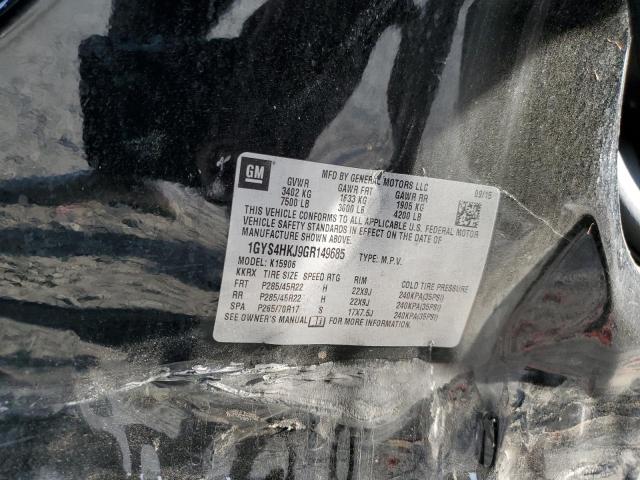 GM
MFD BY GENERAL MOTORS LLC
09/15
GVWR GAWR FRT GAWR RR
3402 KG 1633 KG 1905 KG
7500 LB 3600 LB 4200 LB
THIS VEHICLE CONFORMS TO ALL APPLICABLE U.S. FEDERAL MOTOR
VEHICLE SAFETY STANDARDS IN EFFECT ON THE DATE OF
MANUFACTURE SHOWN ABOVE.
1GYS4HKJ9GR149685 TYPE: M.P.V.
MODEL: K15906
KKRX TIRE SIZE SPEED RTG RIM COLD TIRE PRESSURE
FRT P285/45R22 H 22X9J 240KPA(35PSI)
RR P285/45R22 H 22X9J 240KPA(35PSI)
SPA P265/70R17 S 17X7.5J 240KPA(35PSI)
SEE OWNER'S MANUAL FOR MORE INFORMATION.